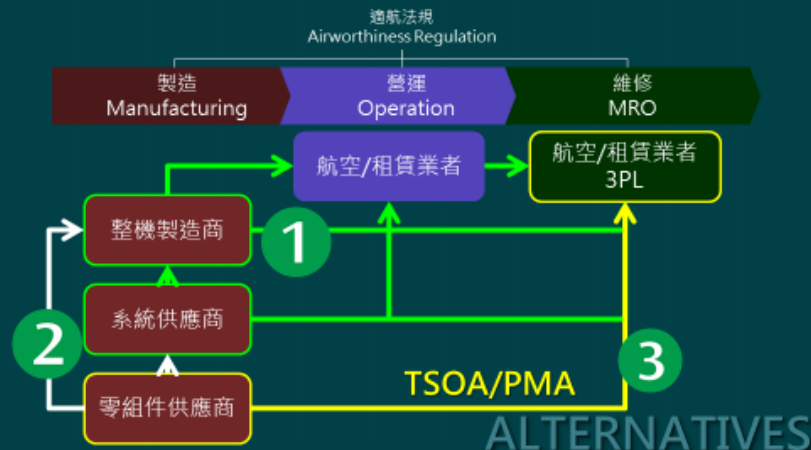 適航法規
Airworthiness Regulation
製造
Manufacturing
營運
Operation
維修
MRO
航空/租賃業者
航空/租賃業者
3PL
整機製造商
1
系統供應商
2
3
TSOA/PMA
零組件供應商
ALTERNATIVES